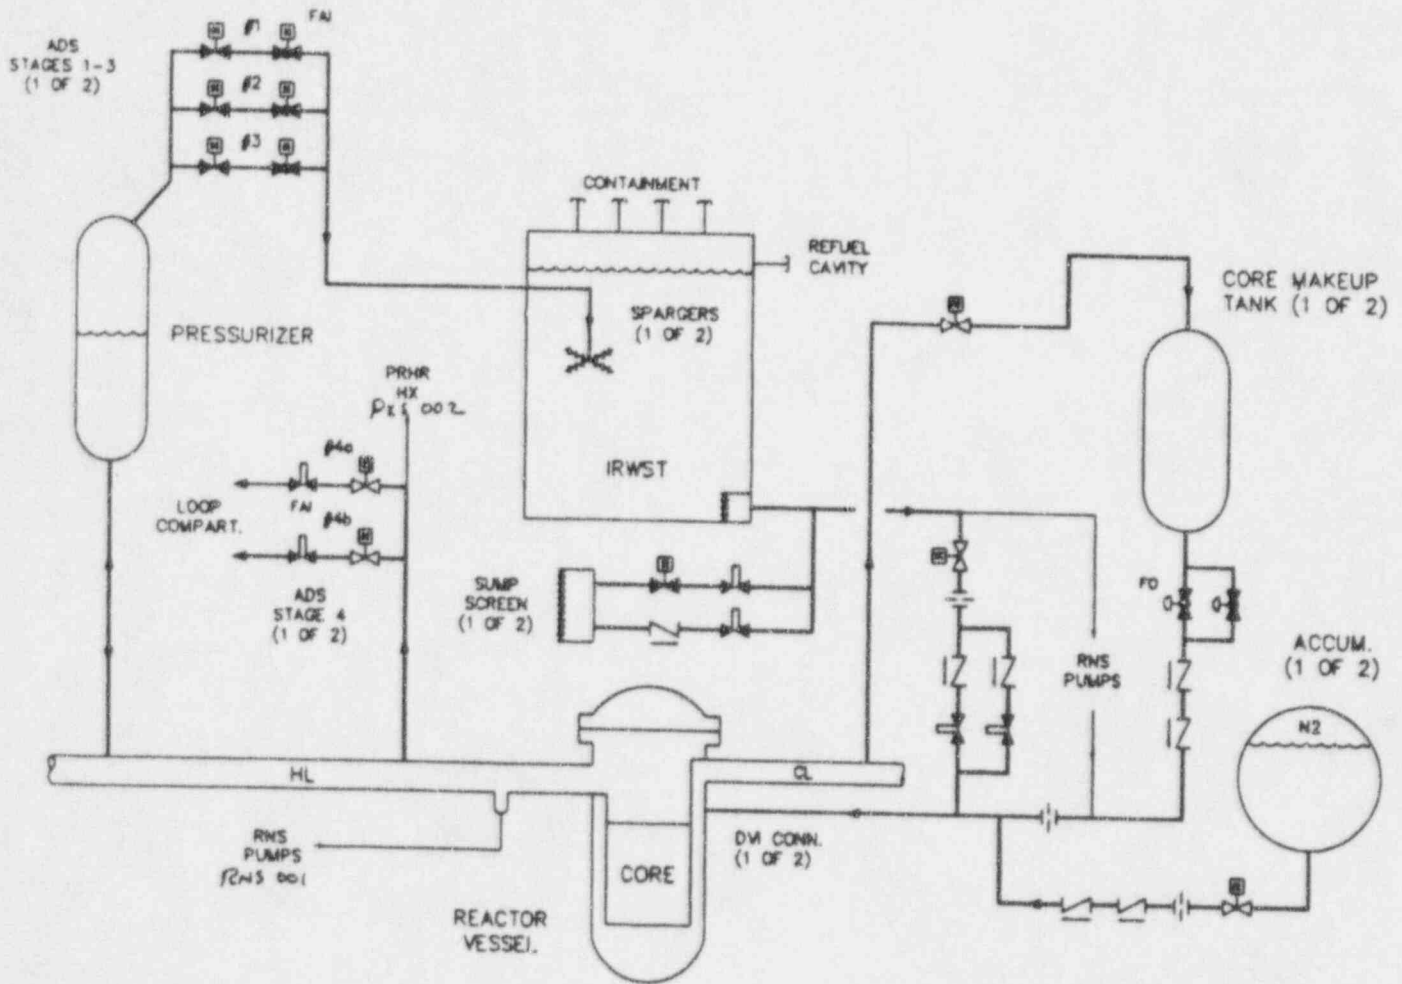 ADS
STAGES 1-3
(1 OF 2)
#1
FAI
#2
#3
CONTAINMENT
REFUEL
CAVITY
SPARGERS
(1 OF 2)
IRWST
CORE MAKEUP
TANK (1 OF 2)
PRESSURIZER
PRHR
HX
PXS 002
#4a
FAI
#4b
LOOP
COMPART.
ADS
STAGE 4
(1 OF 2)
SUMP
SCREEN
(1 OF 2)
FO
RNS
PUMPS
ACCUM.
(1 OF 2)
N2
HL
CL
DVI CONN.
(1 OF 2)
CORE
RNS
PUMPS
RNS 001
REACTOR
VESSEL